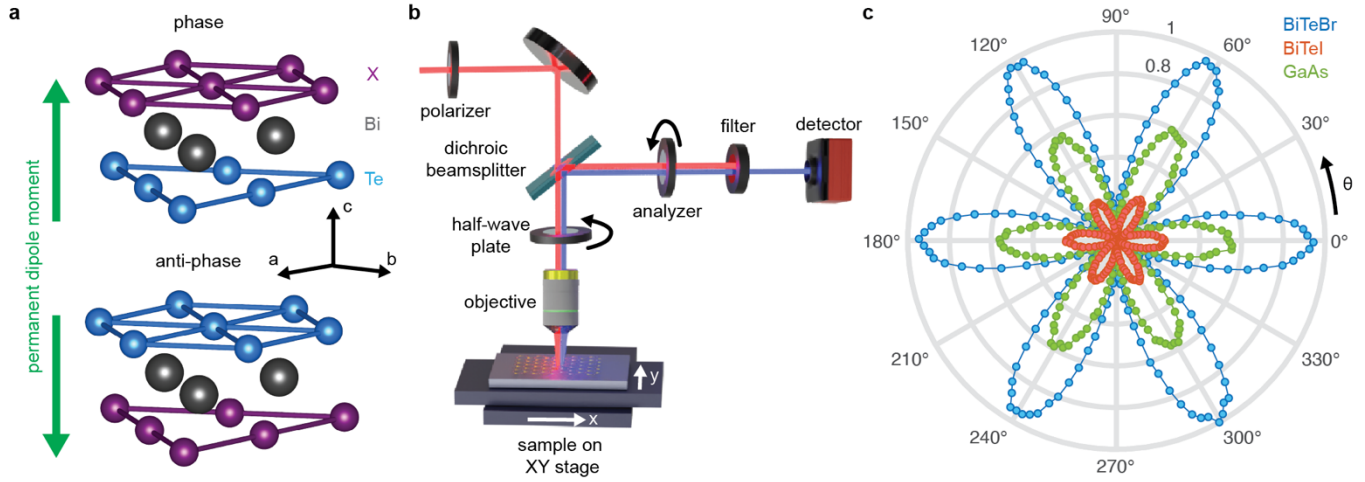 a
phase
X
Bi
Te
permanent dipole moment
c
a
b
anti-phase
b
polarizer
dichroic
beamsplitter
half-wave
plate
objective
analyzer
filter
detector
y
x
sample on
XY stage
c
BiTeBr
BiTeI
GaAs
90°
1
0.8
60°
120°
30°
150°
θ
0°
180°
330°
210°
300°
240°
270°